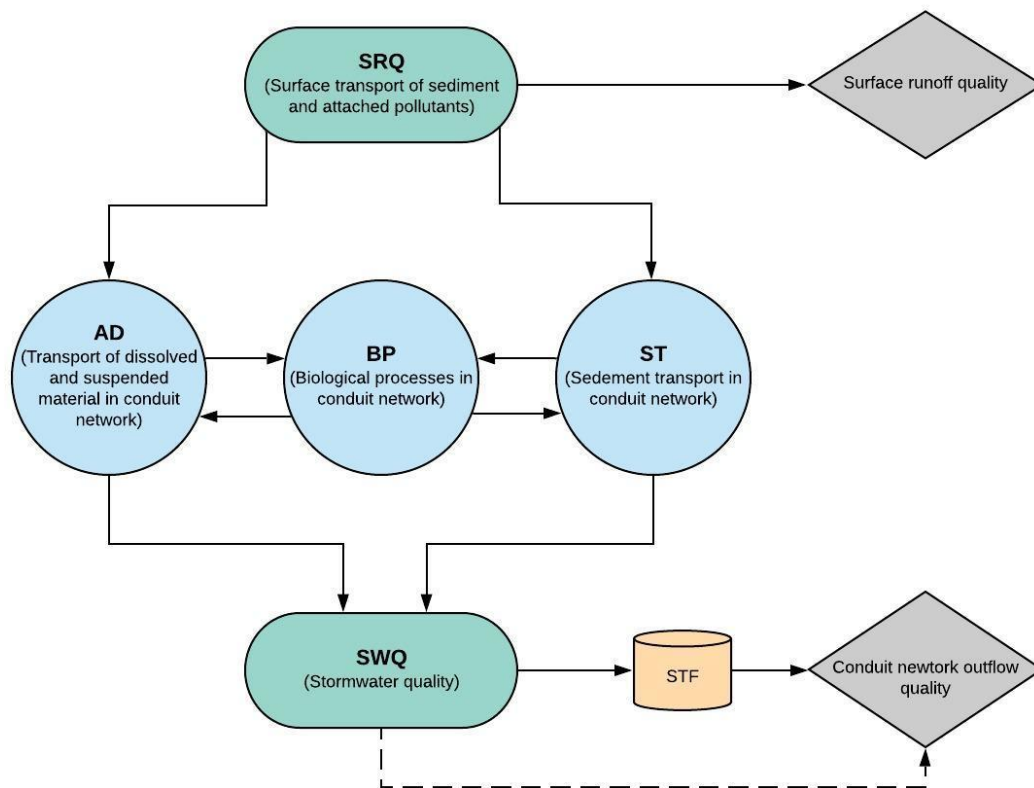 SRQ
(Surface transport of sediment
and attached pollutants)
Surface runoff quality
AD
(Transport of dissolved
and suspended
material in conduit
network)
BP
(Biological processes in
conduit network)
ST
(Sedement transport in
conduit network)
SWQ
(Stormwater quality)
STF
Conduit newtork outflow
quality